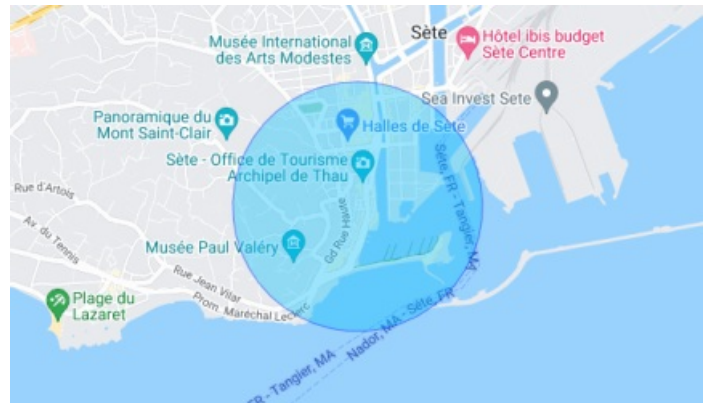 Musée International
des Arts Modestes
Sète
Hôtel ibis budget
Sète Centre
Panoramique du
Mont Saint-Clair
Halles de Sète
Sea Invest Sete
Sète - Office de Tourisme
Archipel de Thau
Sète, FR - Tangier, MA
Rue d'Artois
Av. du Tennis
Musée Paul Valéry
Gd Rue Haute
Rue Jean Vilar
Prom. Maréchal Leclerc
Plage du
Lazaret
Nador, MA - Sète, FR
FR - Tangier, MA